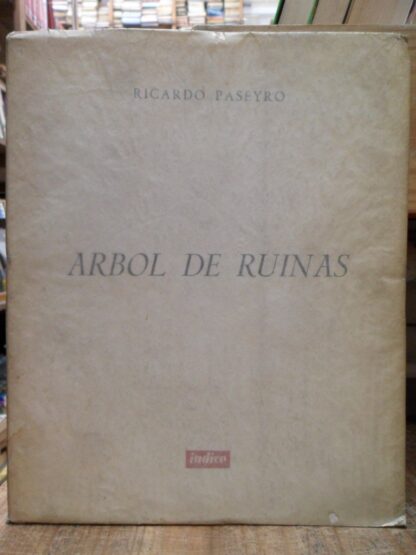 RICARDO PASEYRO
ARBOL DE RUINAS
índice